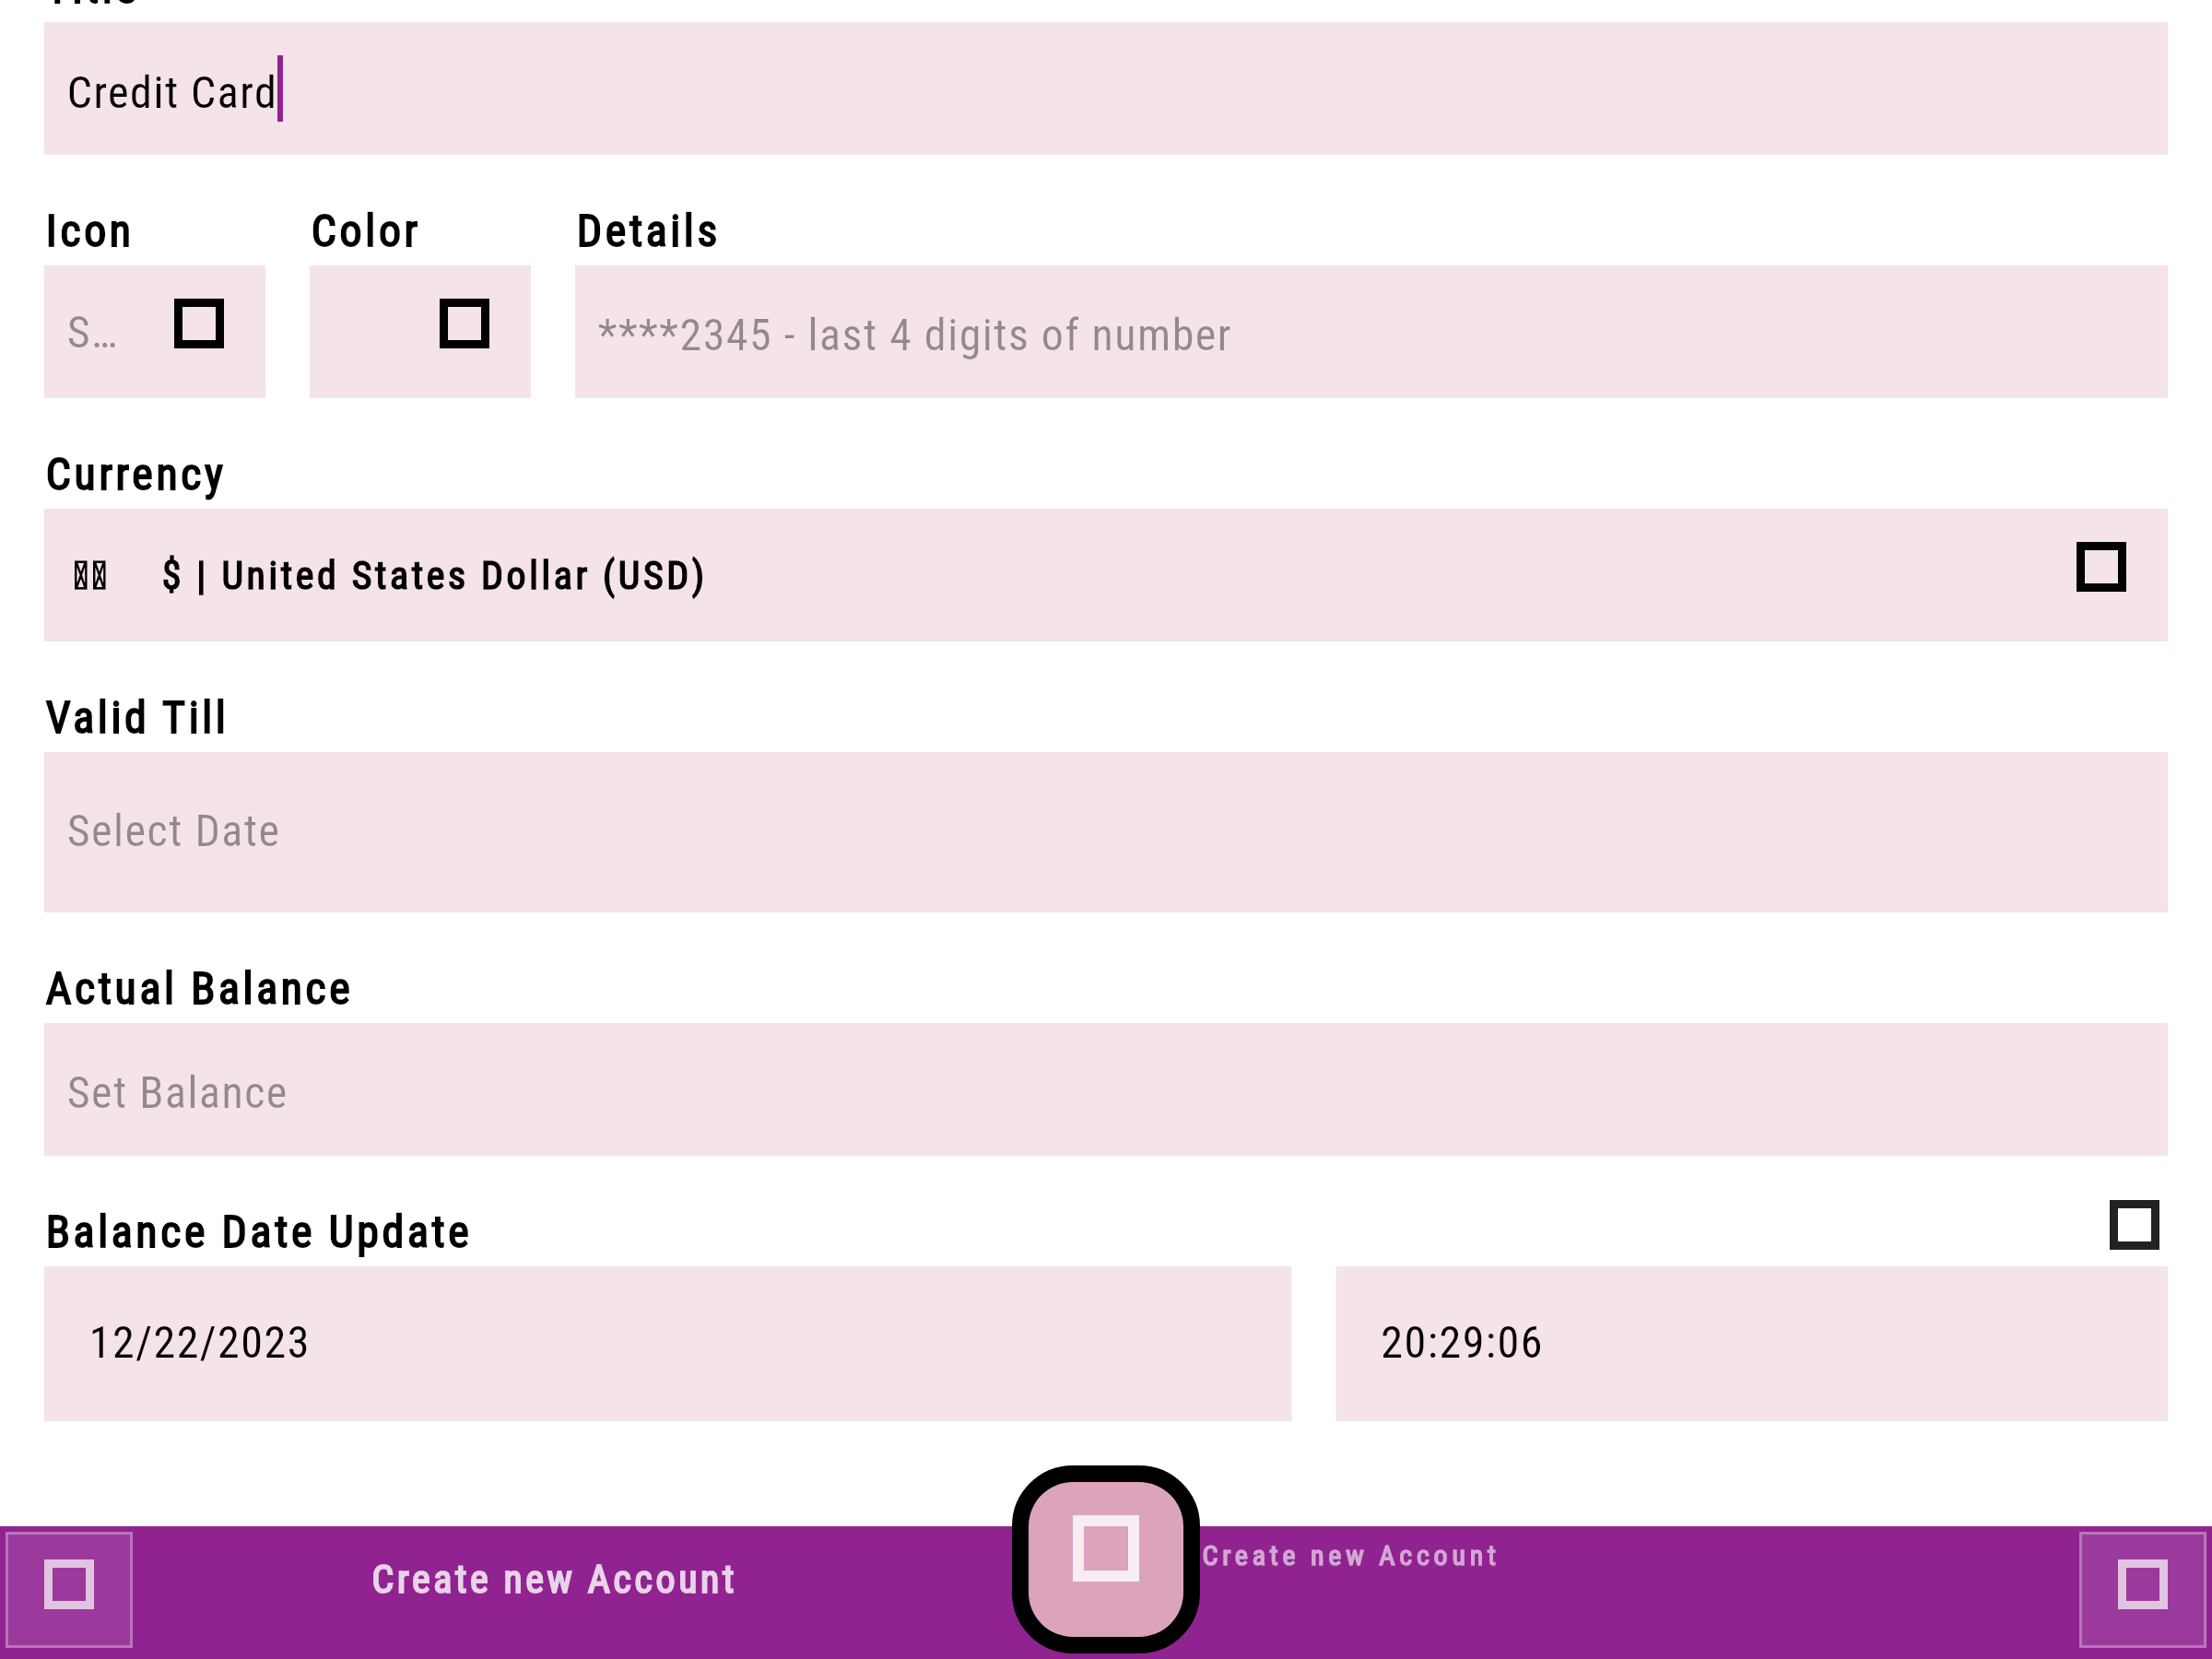 Title
Credit Card
Icon Color Details
S… ****2345 - last 4 digits of number
Currency
$ | United States Dollar (USD)
Valid Till
Select Date
Actual Balance
Set Balance
Balance Date Update
12/22/2023 20:29:06
Create new Account Create new Account